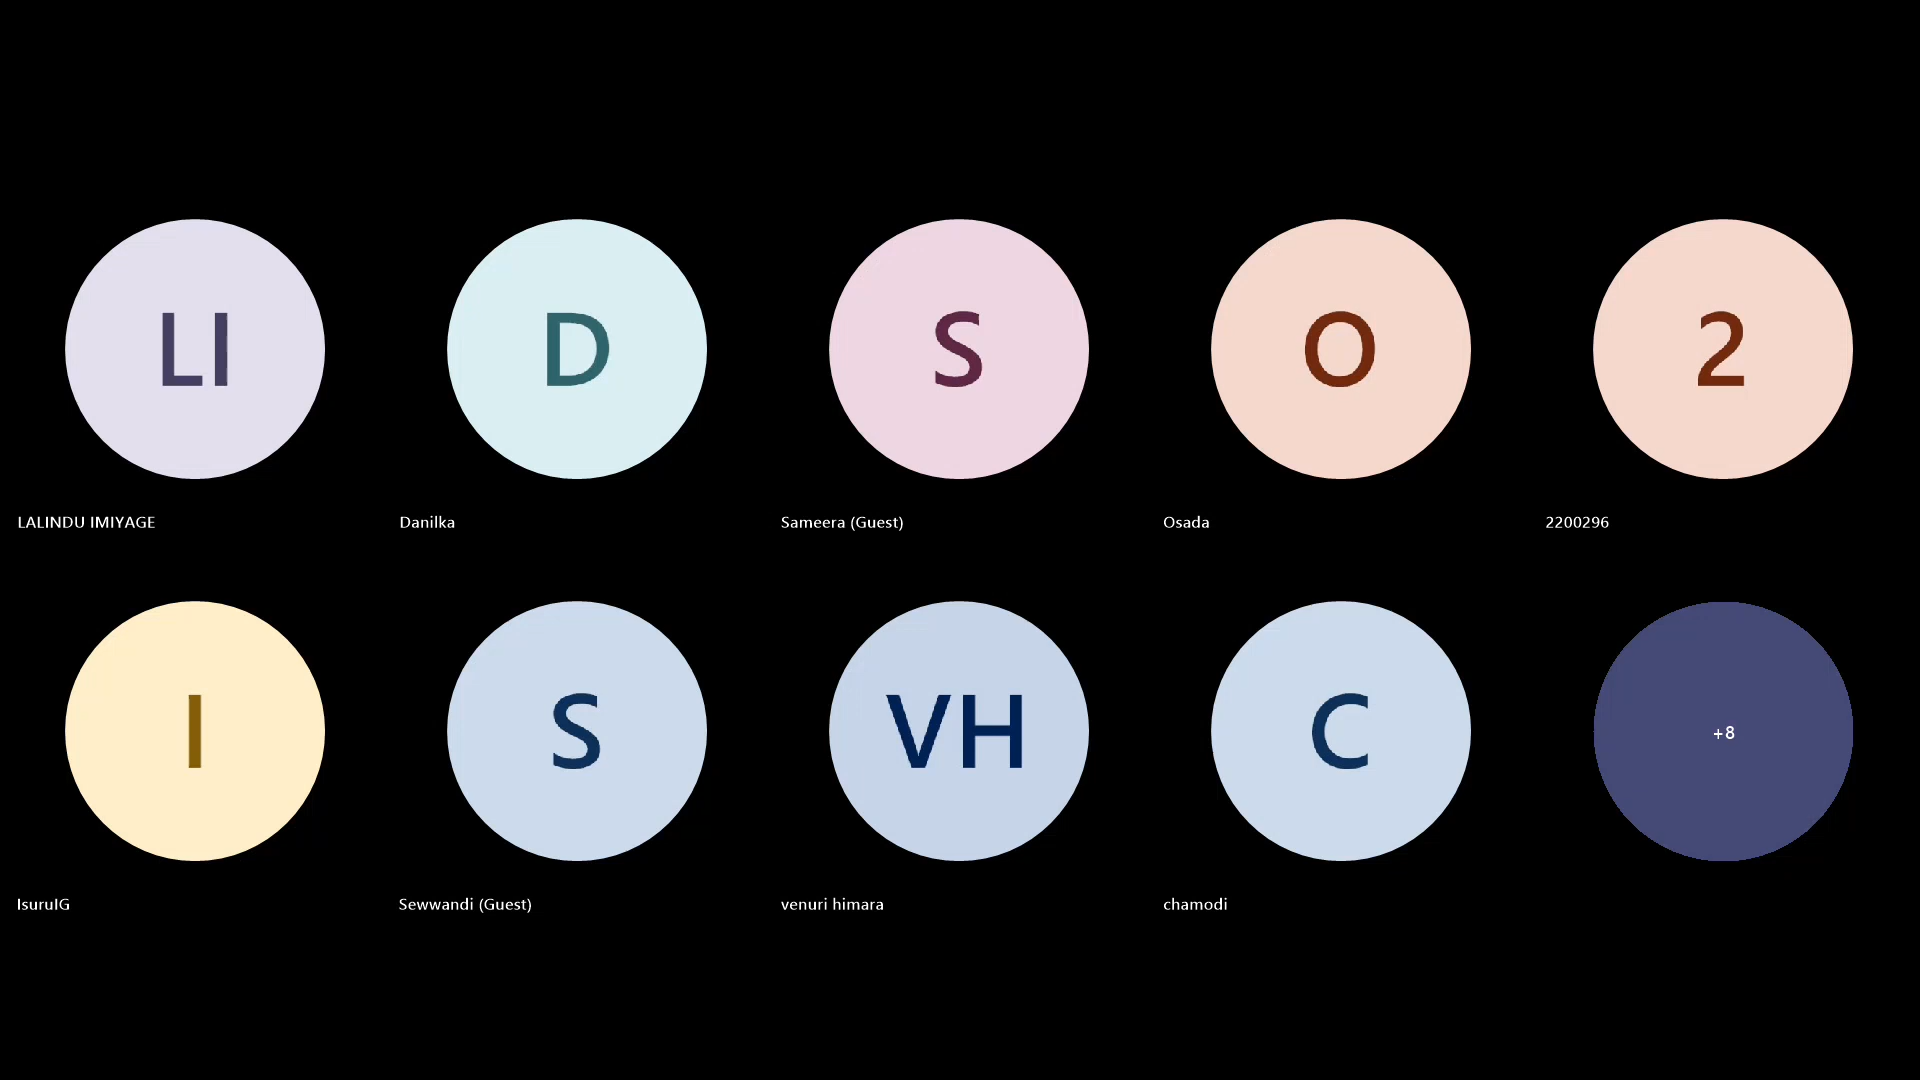 LI
D
S
O
2
LALINDU IMIYAGE
Danilka
Sameera (Guest)
Osada
2200296
I
S
VH
C
+8
IsuruIG
Sewwandi (Guest)
venuri himara
chamodi